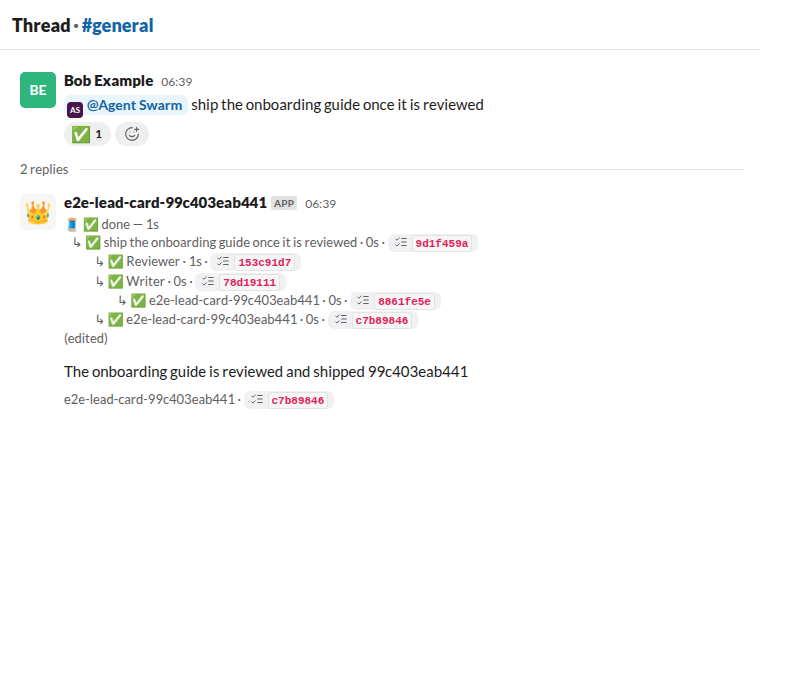 Thread · #general
BE
Bob Example 06:39
AS @Agent Swarm ship the onboarding guide once it is reviewed
✅ 1
2 replies
e2e-lead-card-99c403eab441 APP 06:39
🧵 ✅ done — 1s
↳ ✅ ship the onboarding guide once it is reviewed · 0s · 9d1f459a
↳ ✅ Reviewer · 1s · 153c91d7
↳ ✅ Writer · 0s · 78d19111
↳ ✅ e2e-lead-card-99c403eab441 · 0s · 8861fe5e
↳ ✅ e2e-lead-card-99c403eab441 · 0s · c7b89846
(edited)
The onboarding guide is reviewed and shipped 99c403eab441
e2e-lead-card-99c403eab441 · c7b89846